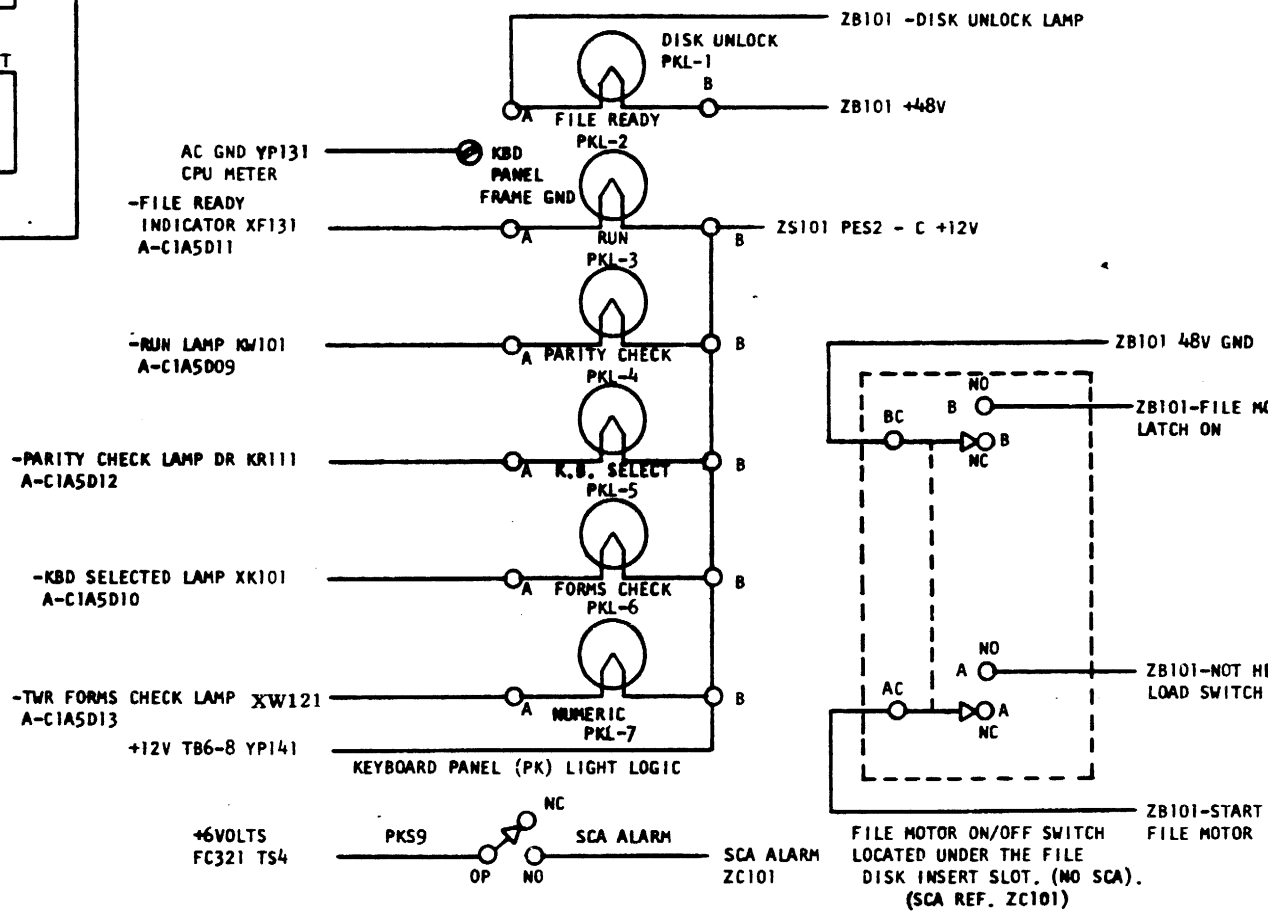 T
ZB101 -DISK UNLOCK LAMP
DISK UNLOCK
PKL-1
B
A
ZB101 +48V
FILE READY
PKL-2
AC GND YP131
CPU METER
KBD
PANEL
FRAME GND
-FILE READY
INDICATOR XF131
A-C1A5D11
A
RUN
B
ZS101 PES2 - C +12V
PKL-3
-RUN LAMP KW101
A-C1A5D09
A
PARITY CHECK
B
PKL-4
-PARITY CHECK LAMP DR KR111
A-C1A5D12
A
K.B. SELECT
B
PKL-5
-KBD SELECTED LAMP XK101
A-C1A5D10
A
FORMS CHECK
B
PKL-6
-TWR FORMS CHECK LAMP XW121
A-C1A5D13
A
NUMERIC
B
PKL-7
+12V TB6-8 YP141
KEYBOARD PANEL (PK) LIGHT LOGIC
+6VOLTS
FC321 TS4
PKS9
OP
NC
NO
SCA ALARM
SCA ALARM
ZC101
ZB101 48V GND
NO
B
ZB101-FILE MO
LATCH ON
BC
B
NC
NO
A
ZB101-NOT HE
LOAD SWITCH
AC
A
NC
ZB101-START
FILE MOTOR
FILE MOTOR ON/OFF SWITCH
LOCATED UNDER THE FILE
DISK INSERT SLOT. (NO SCA).
(SCA REF. ZC101)